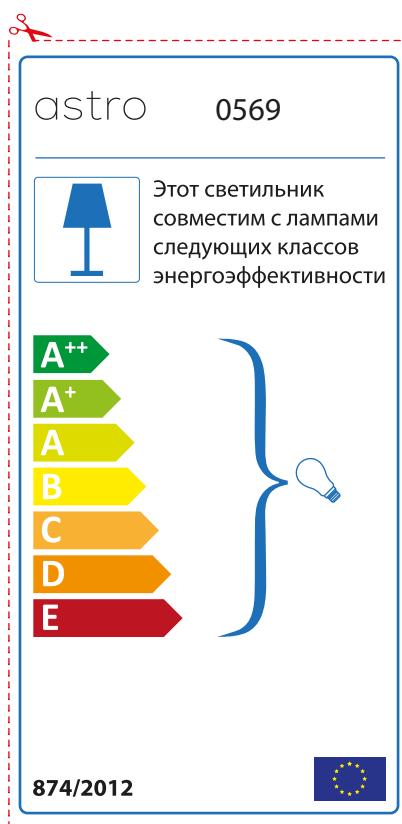 astro 0569
Этот светильник
совместим с лампами
следующих классов
энергоэффективности
A++
A+
A
B
C
D
E
874/2012